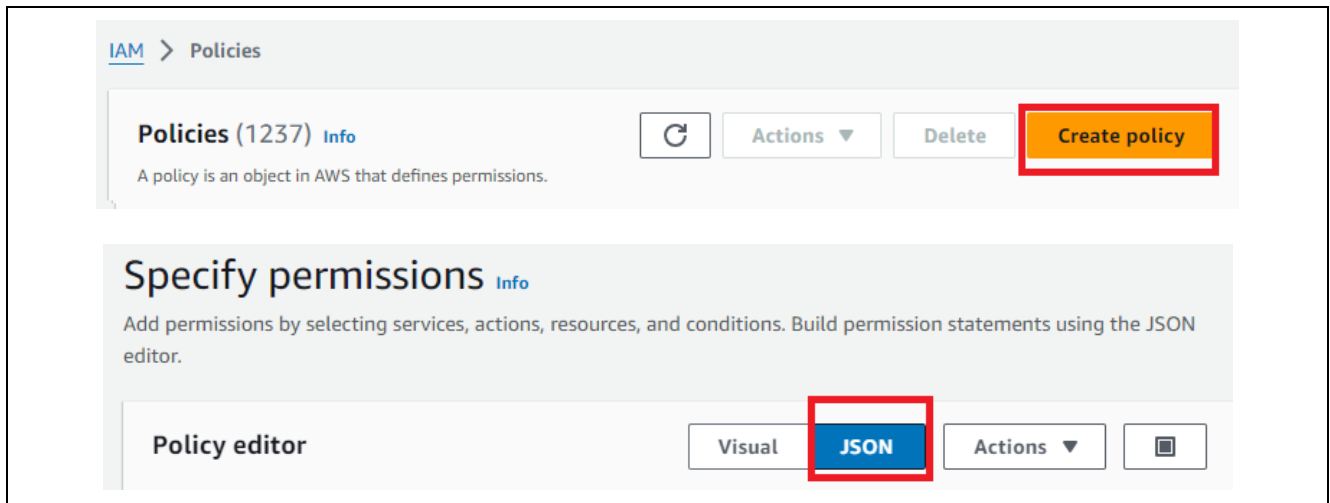 IAM > Policies
Policies (1237) Info
Actions ▼
Delete
Create policy
A policy is an object in AWS that defines permissions.
Specify permissions Info
Add permissions by selecting services, actions, resources, and conditions. Build permission statements using the JSON
editor.
Policy editor
Visual
JSON
Actions ▼